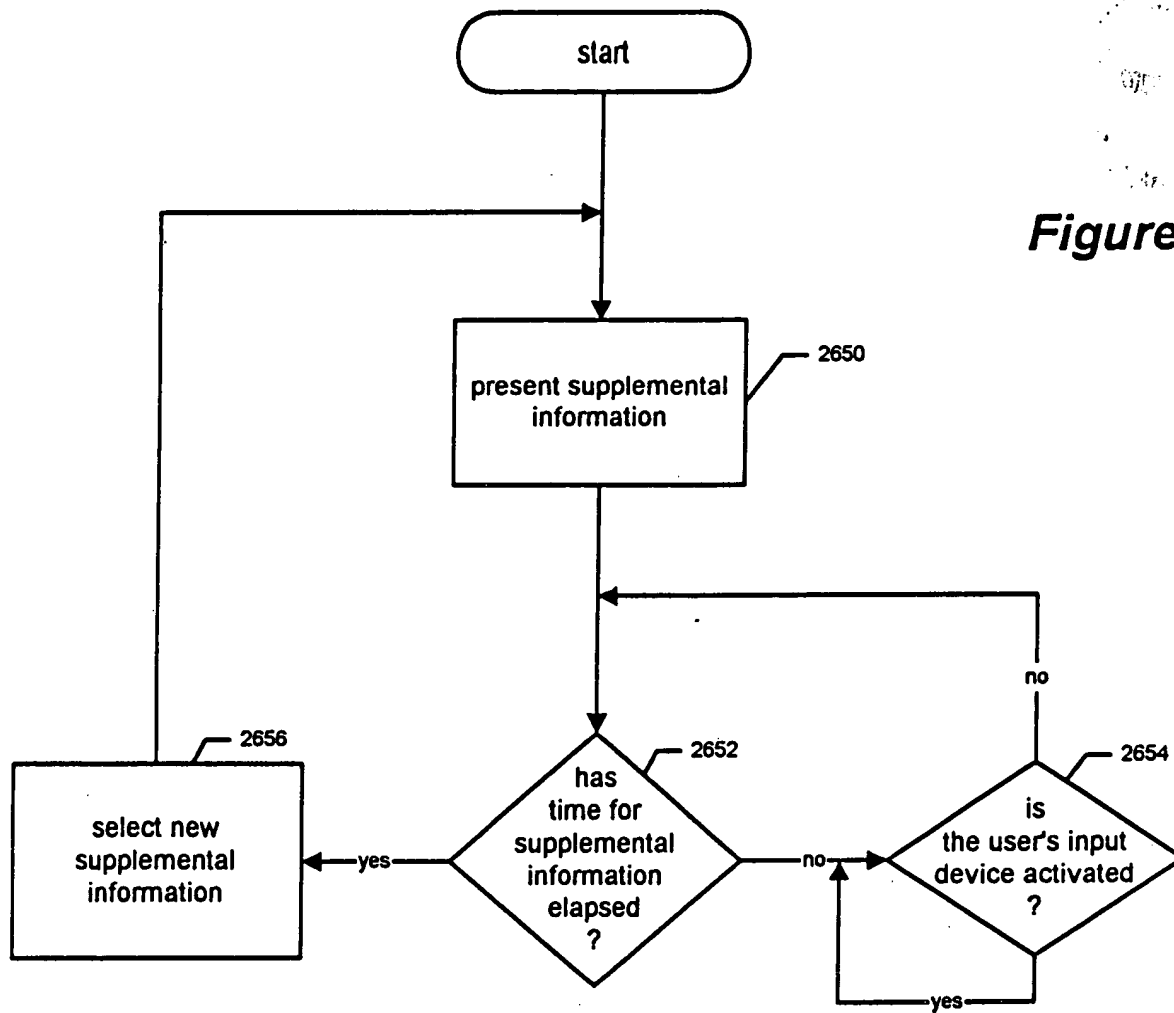 start
Figure
present supplemental
information
2650
no
2656
select new
supplemental
information
yes
2652
has
time for
supplemental
information
elapsed
?
no
2654
is
the user's input
device activated
?
yes